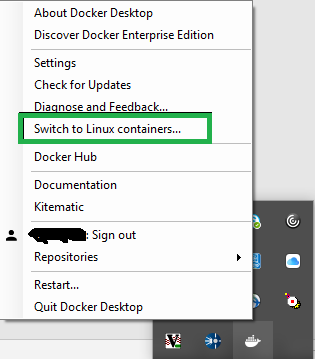 About Docker Desktop
Discover Docker Enterprise Edition
Settings
Check for Updates
Diagnose and Feedback...
Switch to Linux containers...
Docker Hub
Documentation
Kitematic
: Sign out
Repositories
Restart...
Quit Docker Desktop